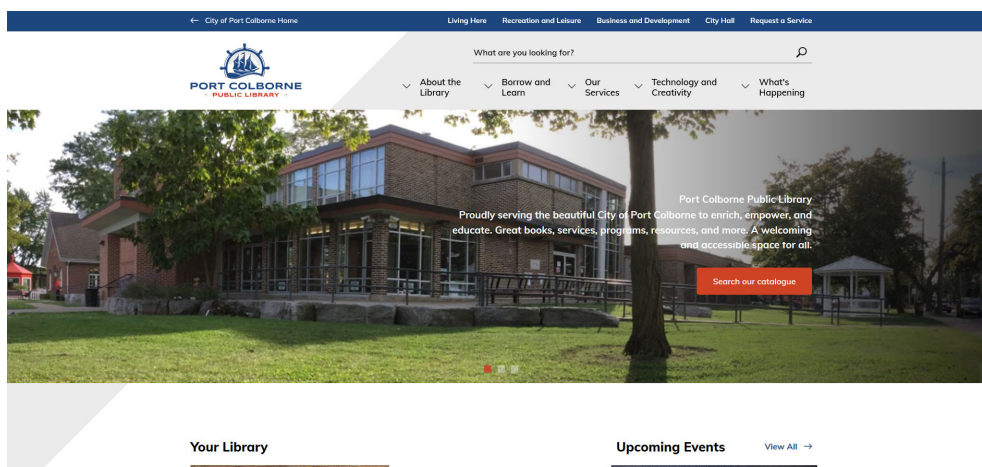 ← City of Port Colborne Home
Living Here Recreation and Leisure Business and Development City Hall Request a Service
What are you looking for?
PORT COLBORNE
· PUBLIC LIBRARY ·
About the Library
Borrow and Learn
Our Services
Technology and Creativity
What's Happening
Port Colborne Public Library
Proudly serving the beautiful City of Port Colborne to enrich, empower, and
educate. Great books, services, programs, resources, and more. A welcoming
and accessible space for all.
Search our catalogue
Your Library
Upcoming Events
View All →